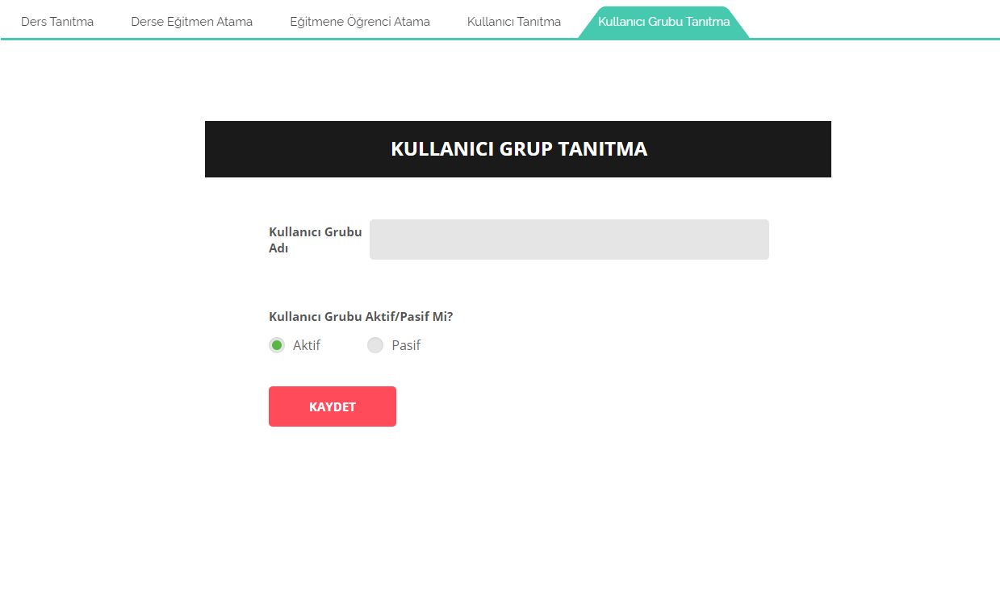 Ders Tanıtma
Derse Eğitmen Atama
Eğitmene Öğrenci Atama
Kullanıcı Tanıtma
Kullanıcı Grubu Tanıtma
KULLANICI GRUP TANITMA
Kullanıcı Grubu
Adı
Kullanıcı Grubu Aktif/Pasif Mi?
Aktif
Pasif
KAYDET